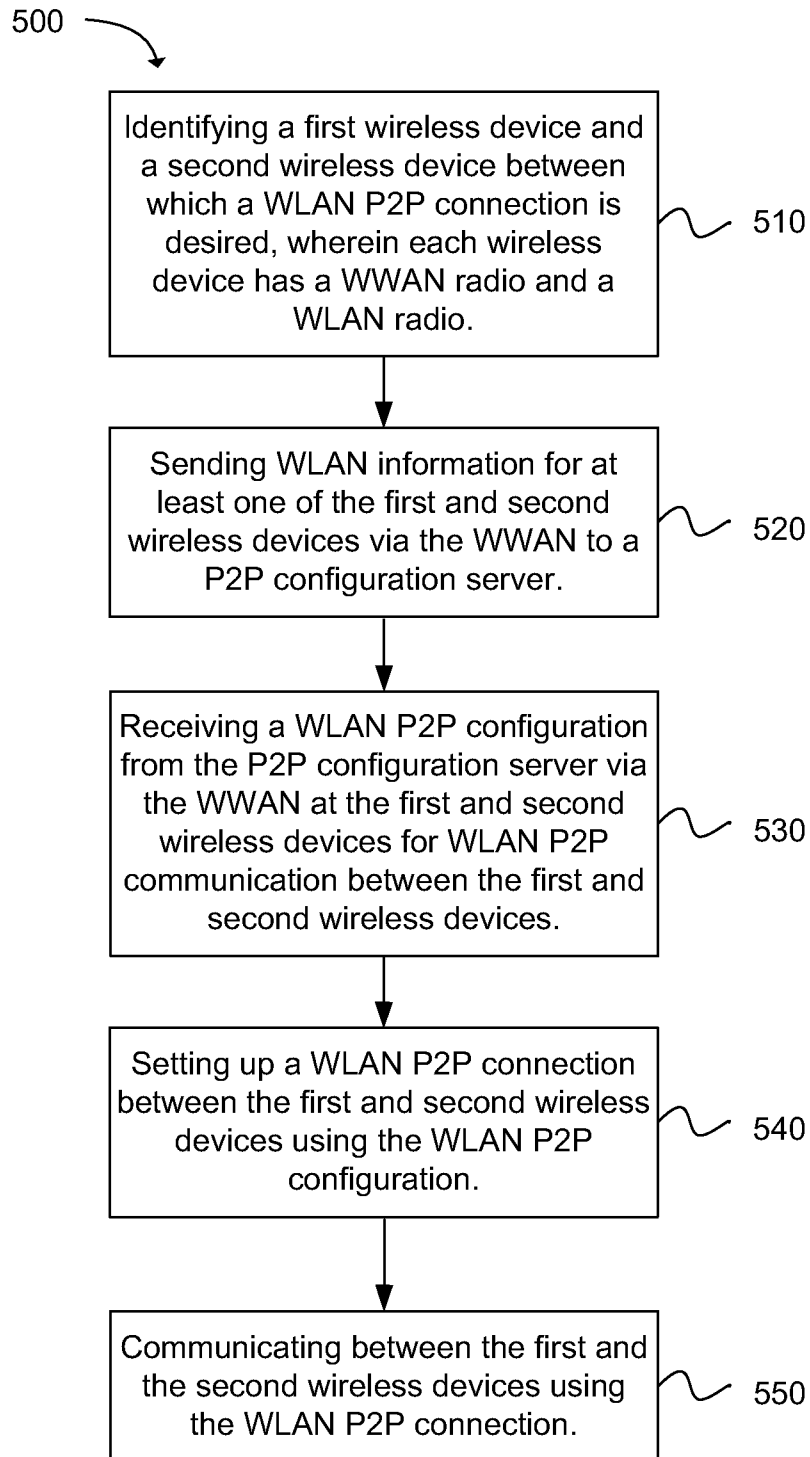 500
Identifying a first wireless device and
a second wireless device between
which a WLAN P2P connection is
desired, wherein each wireless
device has a WWAN radio and a
WLAN radio.
510
Sending WLAN information for at
least one of the first and second
wireless devices via the WWAN to a
P2P configuration server.
520
Receiving a WLAN P2P configuration
from the P2P configuration server via
the WWAN at the first and second
wireless devices for WLAN P2P
communication between the first and
second wireless devices.
530
Setting up a WLAN P2P connection
between the first and second wireless
devices using the WLAN P2P
configuration.
540
Communicating between the first and
the second wireless devices using
the WLAN P2P connection.
550